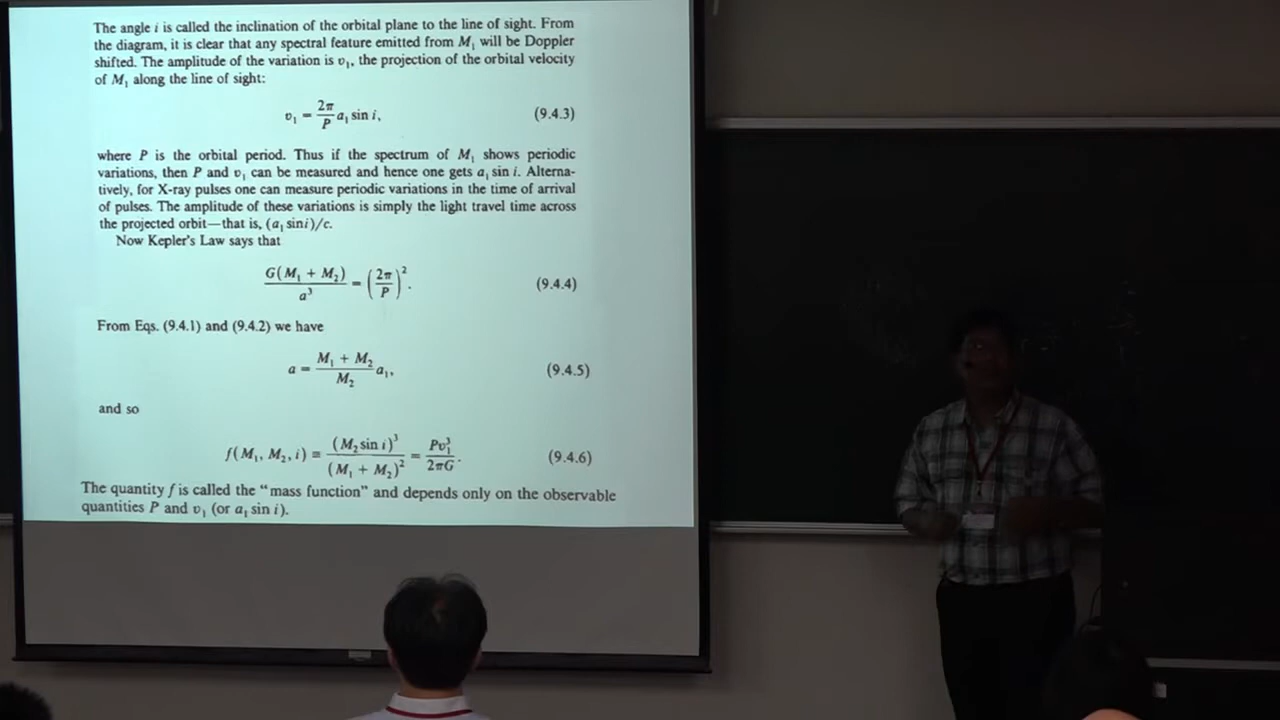 The angle i is called the inclination of the orbital plane to the line of sight. From
the diagram, it is clear that any spectral feature emitted from M₁ will be Doppler
shifted. The amplitude of the variation is v₁, the projection of the orbital velocity
of M₁ along the line of sight:
v₁ = 2π/P a₁ sin i, (9.4.3)
where P is the orbital period. Thus if the spectrum of M₁ shows periodic
variations, then P and v₁ can be measured and hence one gets a₁ sin i. Alterna-
tively, for X-ray pulses one can measure periodic variations in the time of arrival
of pulses. The amplitude of these variations is simply the light travel time across
the projected orbit—that is, (a₁ sini)/c.
Now Kepler's Law says that
G(M₁ + M₂)/a³ = (2π/P)². (9.4.4)
From Eqs. (9.4.1) and (9.4.2) we have
a = (M₁ + M₂)/M₂ a₁, (9.4.5)
and so
f(M₁, M₂, i) ≡ (M₂ sin i)³/(M₁ + M₂)² = Pv₁³/2πG. (9.4.6)
The quantity f is called the “mass function” and depends only on the observable
quantities P and v₁ (or a₁ sin i).